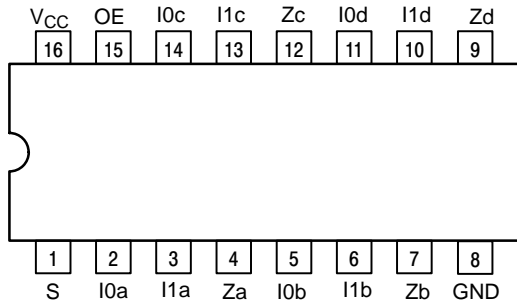 VCC OE I0c I1c Zc I0d I1d Zd
16 15 14 13 12 11 10 9
1 2 3 4 5 6 7 8
S I0a I1a Za I0b I1b Zb GND